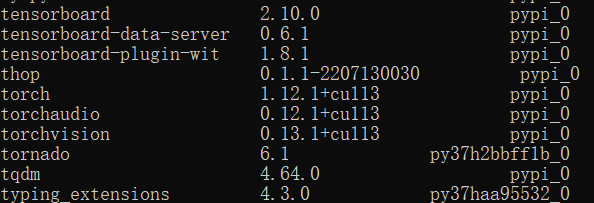 tensorboard 2.10.0 pypi_0
tensorboard-data-server 0.6.1 pypi_0
tensorboard-plugin-wit 1.8.1 pypi_0
thop 0.1.1-2207130030 pypi_0
torch 1.12.1+cu113 pypi_0
torchaudio 0.12.1+cu113 pypi_0
torchvision 0.13.1+cu113 pypi_0
tornado 6.1 py37h2bbff1b_0
tqdm 4.64.0 pypi_0
typing_extensions 4.3.0 py37haa95532_0